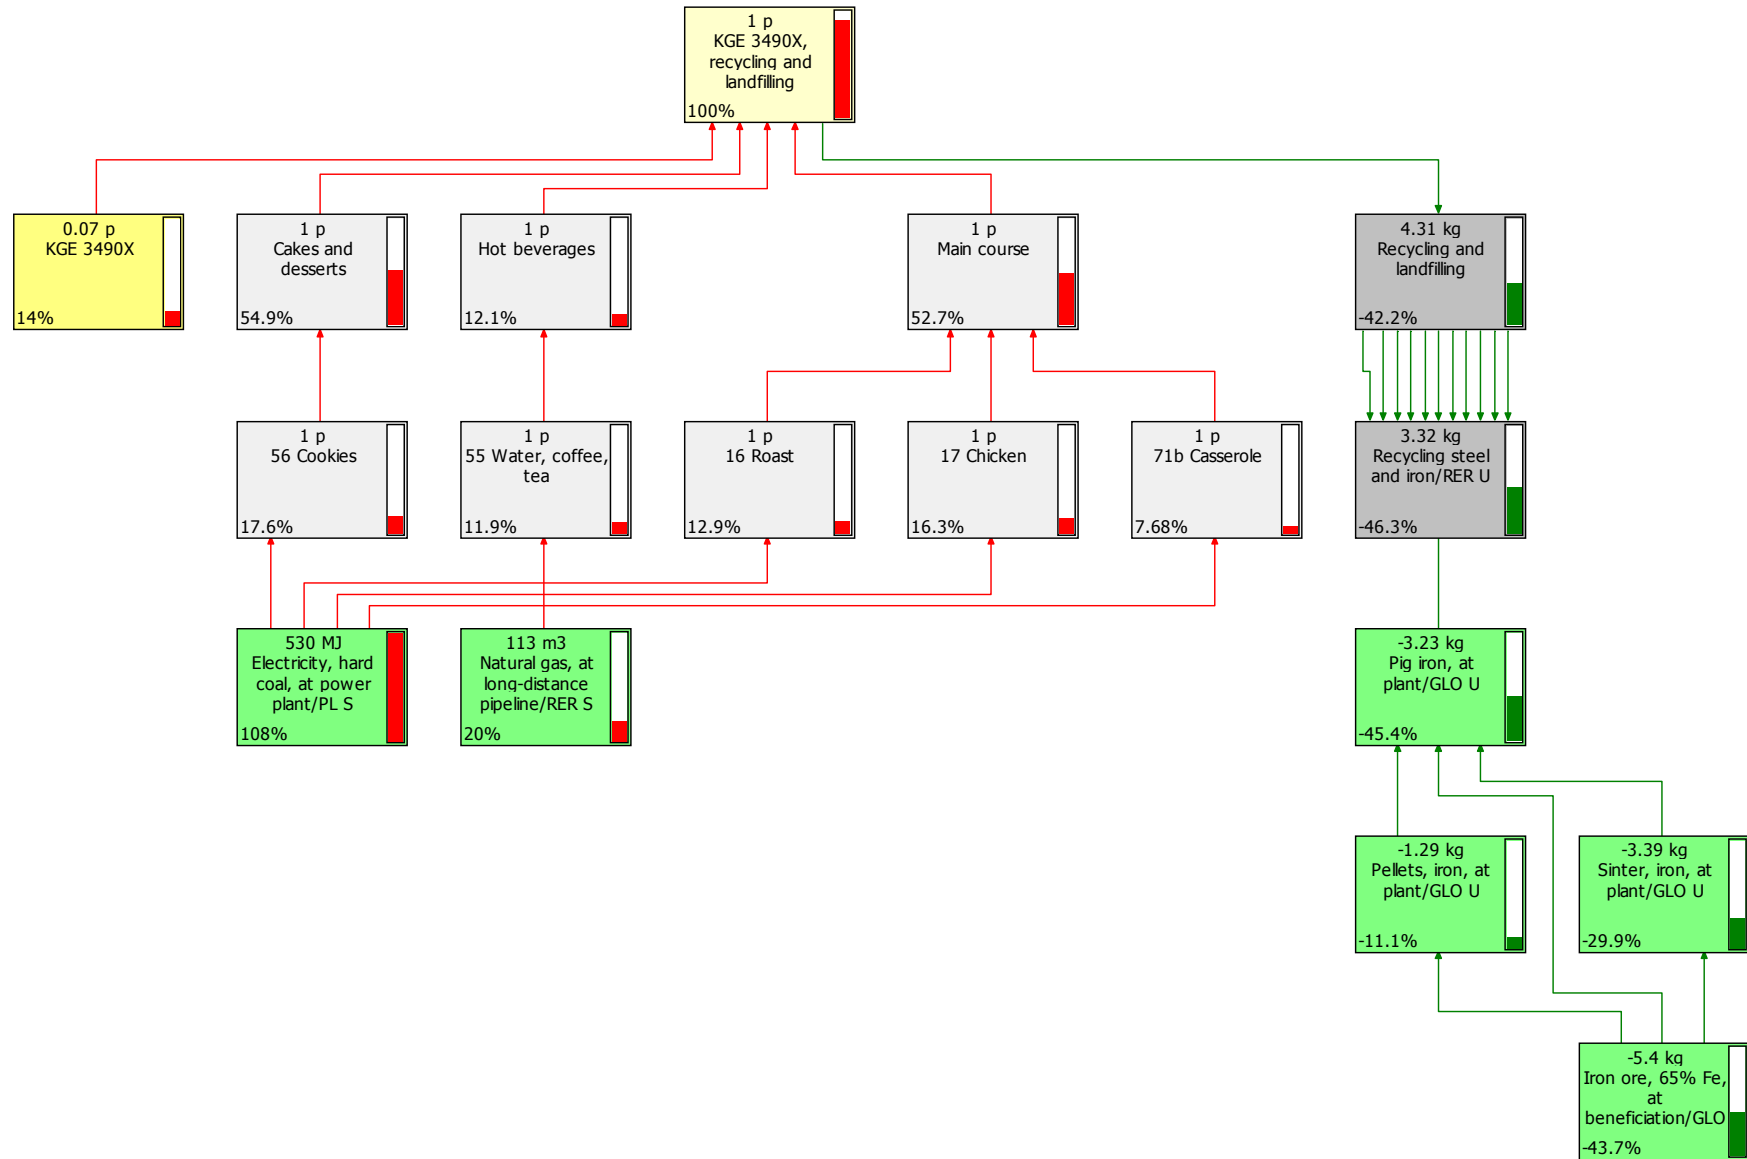 1 p
KGE 3490X,
recycling and
landfilling
100%
0.07 p
KGE 3490X
14%
1 p
Cakes and
desserts
54.9%
1 p
Hot beverages
12.1%
1 p
Main course
52.7%
4.31 kg
Recycling and
landfilling
-42.2%
1 p
56 Cookies
17.6%
1 p
55 Water, coffee,
tea
11.9%
1 p
16 Roast
12.9%
1 p
17 Chicken
16.3%
1 p
71b Casserole
7.68%
3.32 kg
Recycling steel
and iron/RER U
-46.3%
530 MJ
Electricity, hard
coal, at power
plant/PL S
108%
113 m3
Natural gas, at
long-distance
pipeline/RER S
20%
-3.23 kg
Pig iron, at
plant/GLO U
-45.4%
-1.29 kg
Pellets, iron, at
plant/GLO U
-11.1%
-3.39 kg
Sinter, iron, at
plant/GLO U
-29.9%
-5.4 kg
Iron ore, 65% Fe,
at
beneficiation/GLO
-43.7%